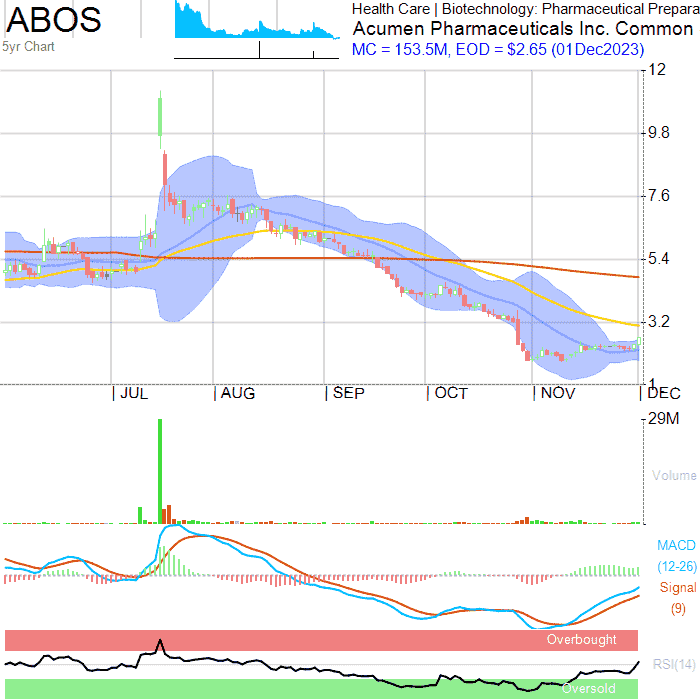 ABOS
5yr Chart
Health Care | Biotechnology: Pharmaceutical Prepara
Acumen Pharmaceuticals Inc. Common
MC = 153.5M, EOD = $2.65 (01Dec2023)
12
9.8
7.6
5.4
3.2
1
JUL
AUG
SEP
OCT
NOV
DEC
29M
Volume
MACD
(12-26)
Signal
(9)
Overbought
RSI(14)
Oversold